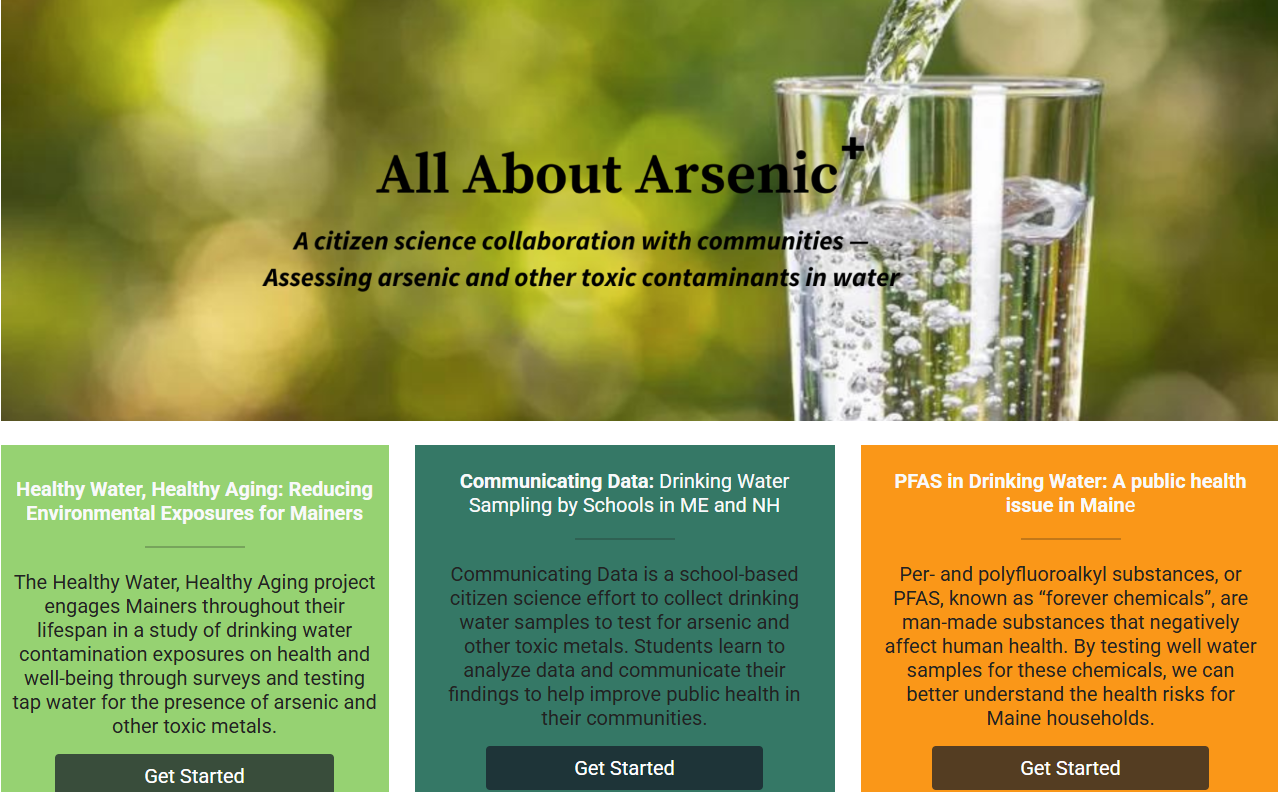 All About Arsenic+
A citizen science collaboration with communities —
Assessing arsenic and other toxic contaminants in water
Healthy Water, Healthy Aging: Reducing
Environmental Exposures for Mainers
The Healthy Water, Healthy Aging project
engages Mainers throughout their
lifespan in a study of drinking water
contamination exposures on health and
well-being through surveys and testing
tap water for the presence of arsenic and
other toxic metals.
Get Started
Communicating Data: Drinking Water
Sampling by Schools in ME and NH
Communicating Data is a school-based
citizen science effort to collect drinking
water samples to test for arsenic and
other toxic metals. Students learn to
analyze data and communicate their
findings to help improve public health in
their communities.
Get Started
PFAS in Drinking Water: A public health
issue in Maine
Per- and polyfluoroalkyl substances, or
PFAS, known as “forever chemicals”, are
man-made substances that negatively
affect human health. By testing well water
samples for these chemicals, we can
better understand the health risks for
Maine households.
Get Started